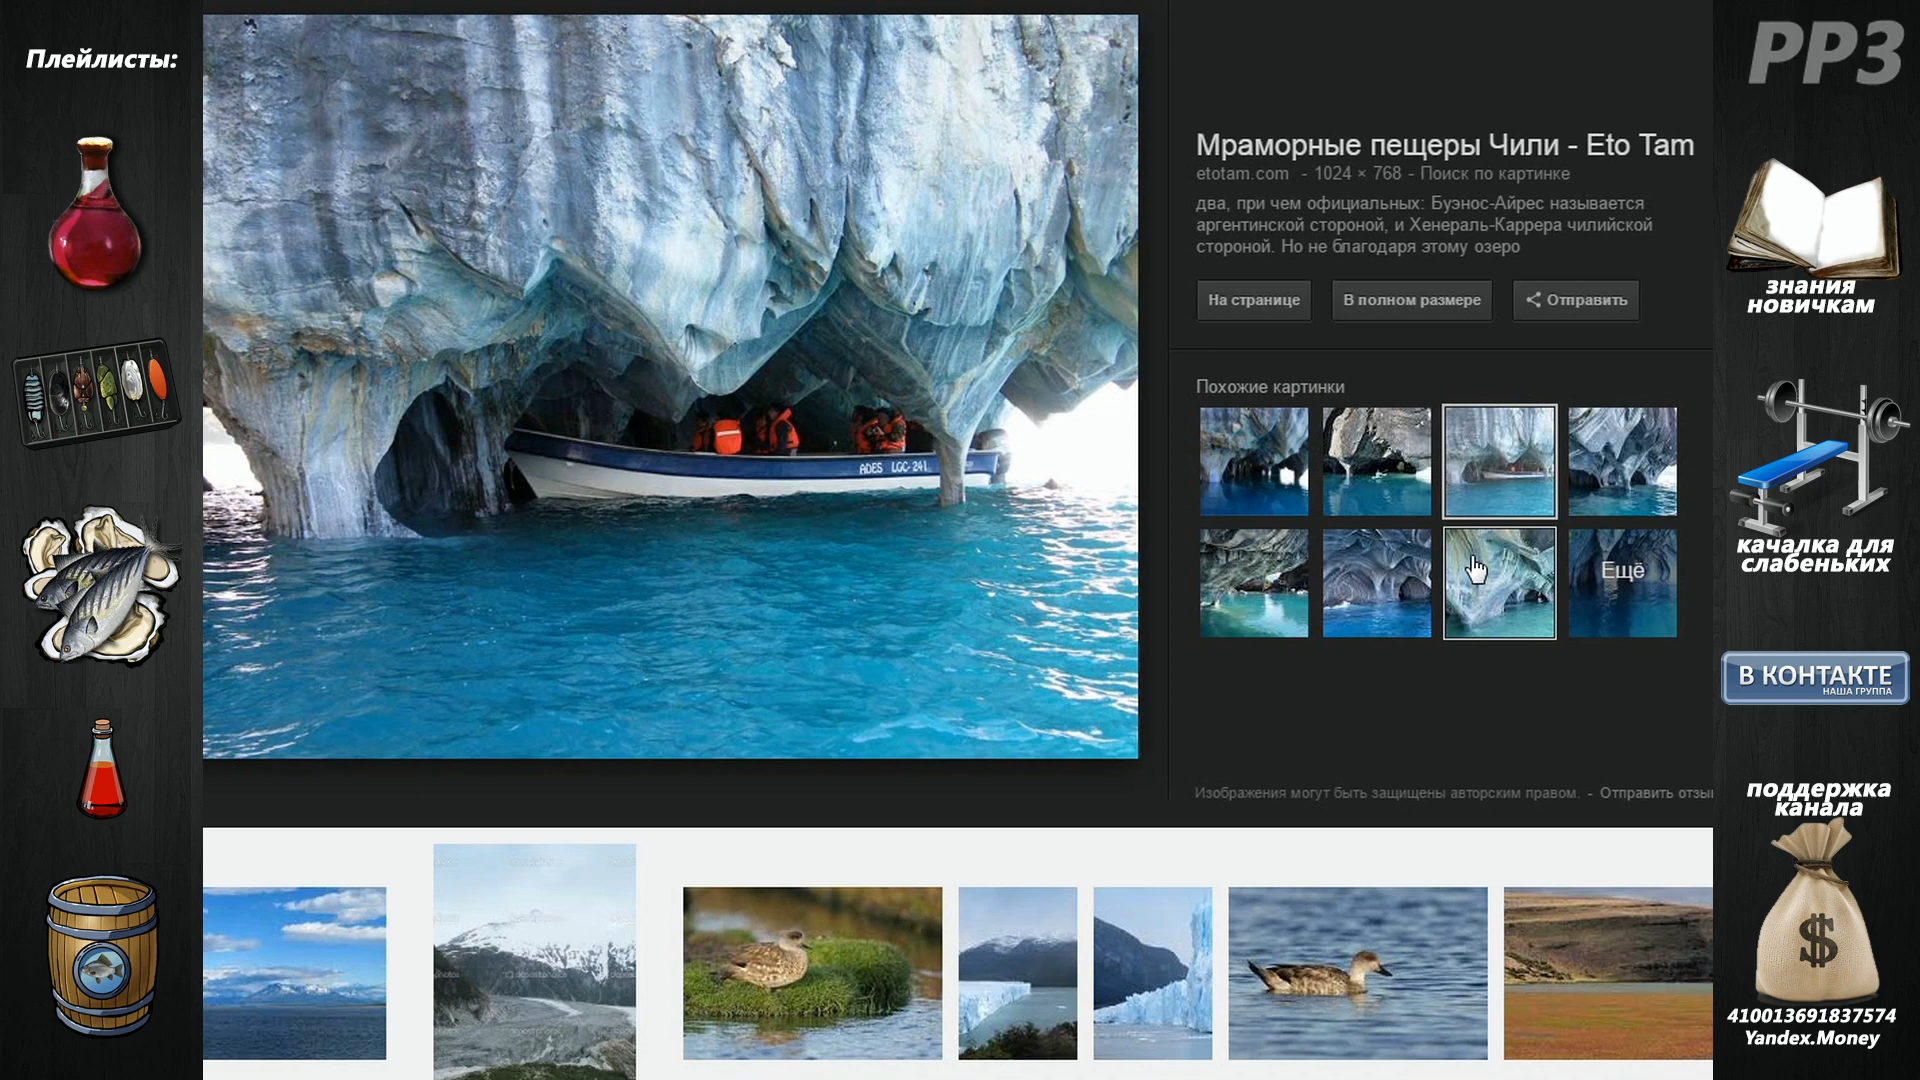 Плейлисты:
ADES LGC-241
Мраморные пещеры Чили - Eto Tam
etotam.com - 1024 × 768 - Поиск по картинке
два, при чем официальных: Буэнос-Айрес называется
аргентинской стороной, и Хенераль-Каррера чилийской
стороной. Но не благодаря этому озеро
На странице
В полном размере
Отправить
Похожие картинки
Ещё
Изображения могут быть защищены авторским правом. - Отправить отзы
РР3
знания
новичкам
качалка для
слабеньких
В КОНТАКТЕ
НАША ГРУППА
поддержка
канала
$
410013691837574
Yandex.Money